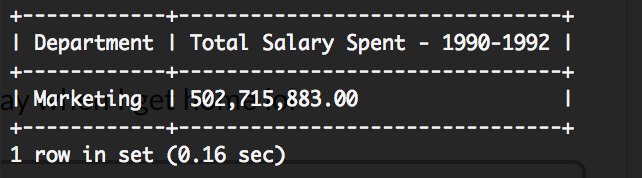 +------------+-------------------------------+
| Department | Total Salary Spent - 1990-1992 |
+------------+-------------------------------+
| Marketing | 502,715,883.00 |
+------------+-------------------------------+
1 row in set (0.16 sec)